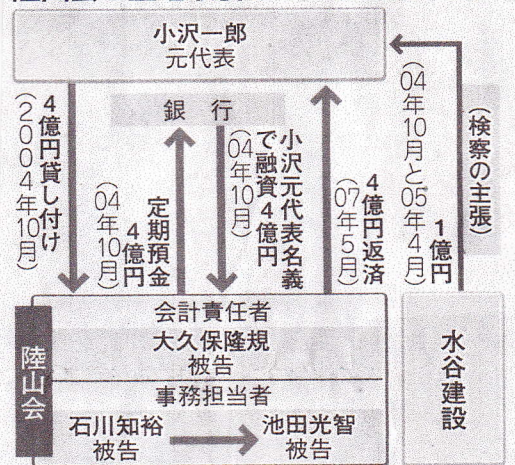 小沢一郎
元代表
銀行
4億円貸し付け
(2004年10月)
定期預金
4億円
(04年10月)
小沢元代表名義
で融資4億円
(04年10月)
4億円返済
(07年5月)
(検察の主張)
1億円
(04年10月と05年4月)
陸山会
会計責任者
大久保隆規
被告
事務担当者
石川知裕
被告
池田光智
被告
水谷建設